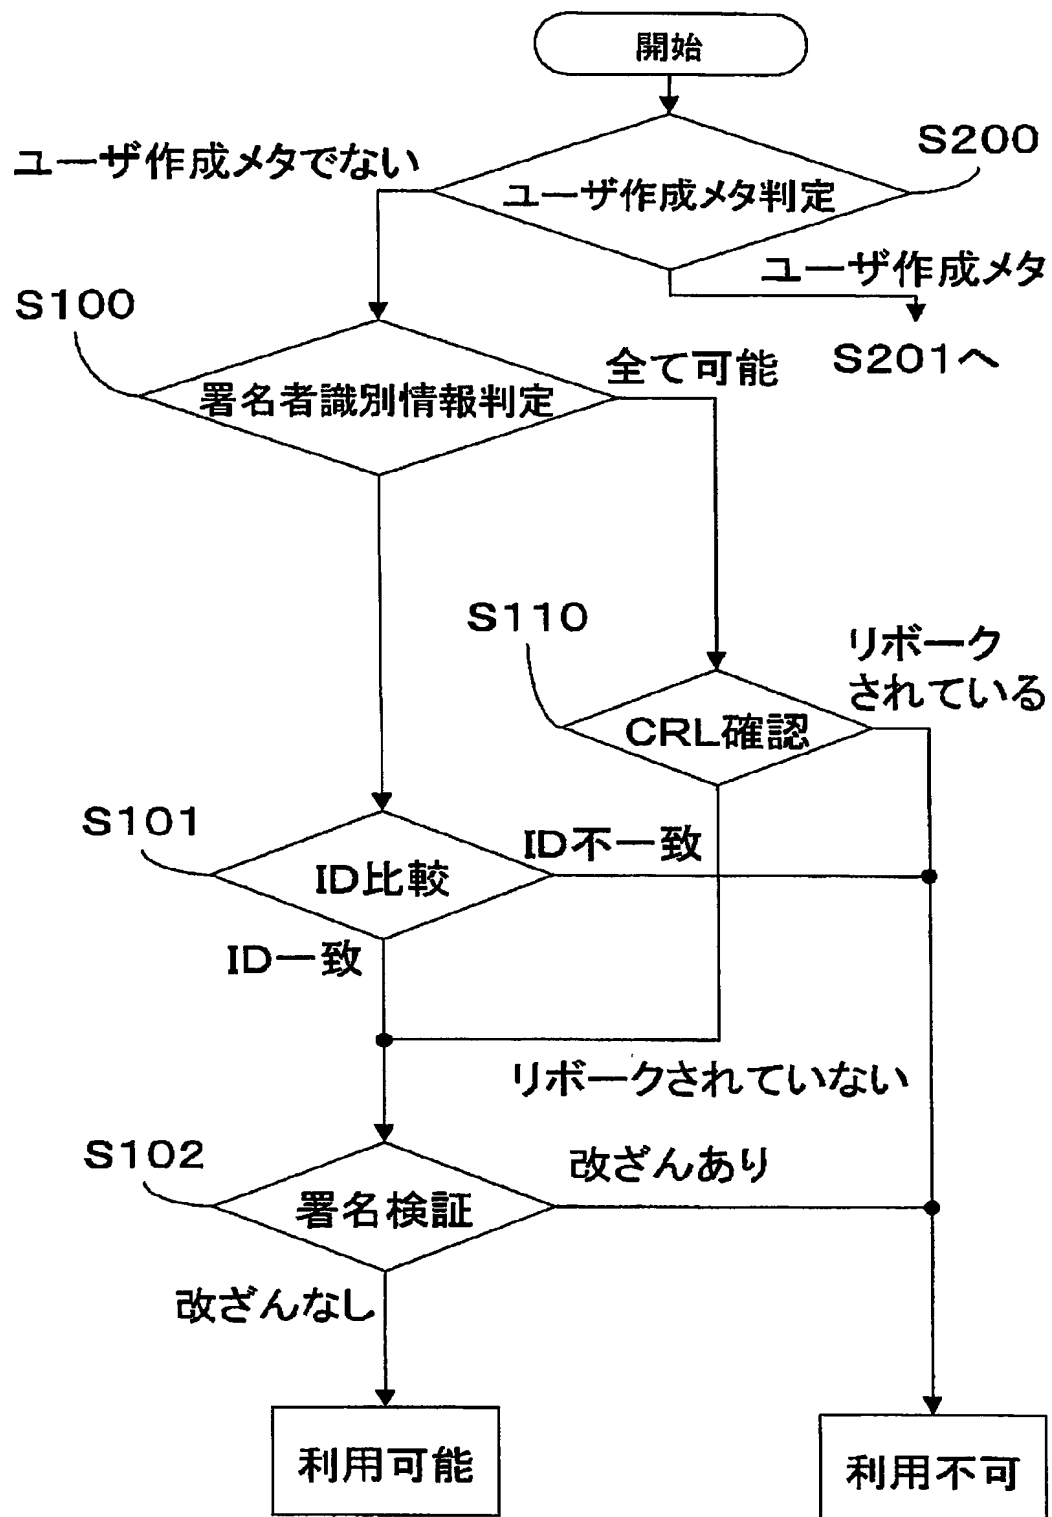 開始
S200
ユーザ作成メタでない
ユーザ作成メタ判定
ユーザ作成メタ
S201へ
S100
全て可能
署名者識別情報判定
S110
リボーク
されている
CRL確認
S101
ID不一致
ID比較
ID一致
リボークされていない
S102
改ざんあり
署名検証
改ざんなし
利用可能
利用不可